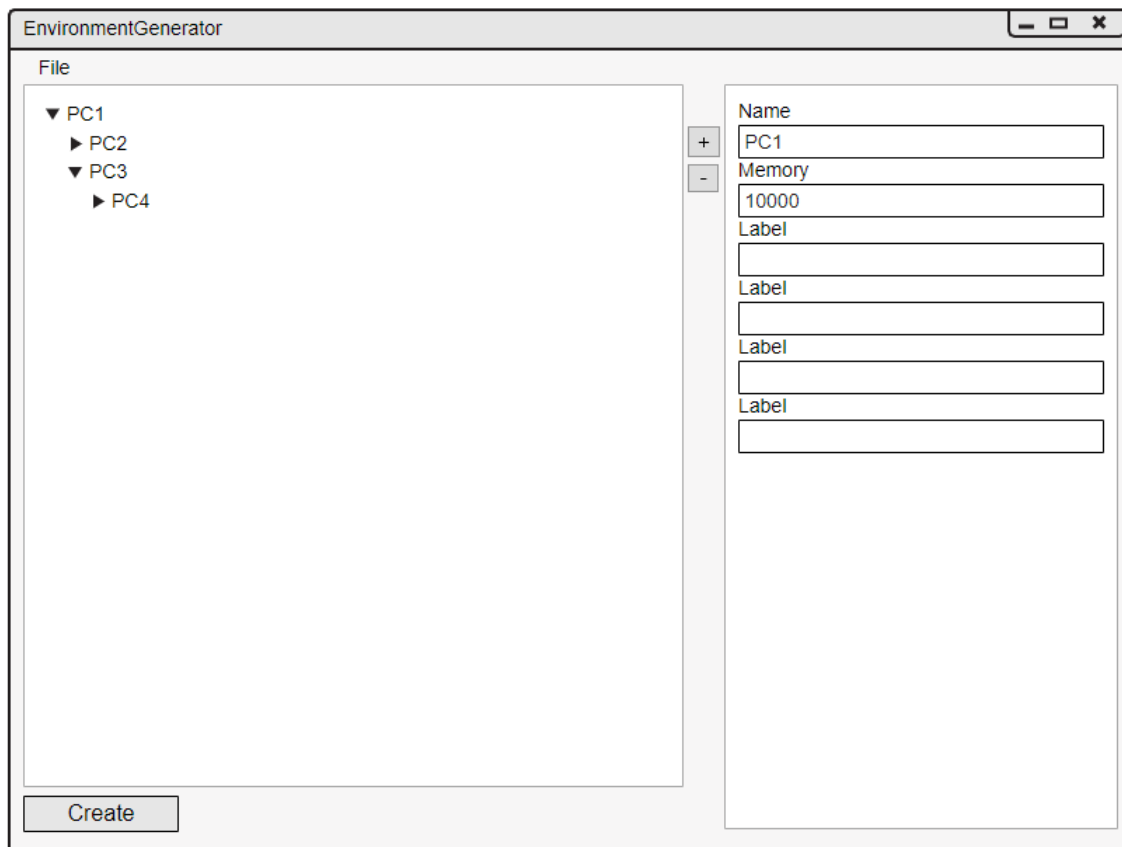 EnvironmentGenerator
File
PC1
PC2
PC3
PC4
+
-
Name
PC1
Memory
10000
Label
Label
Label
Label
Create